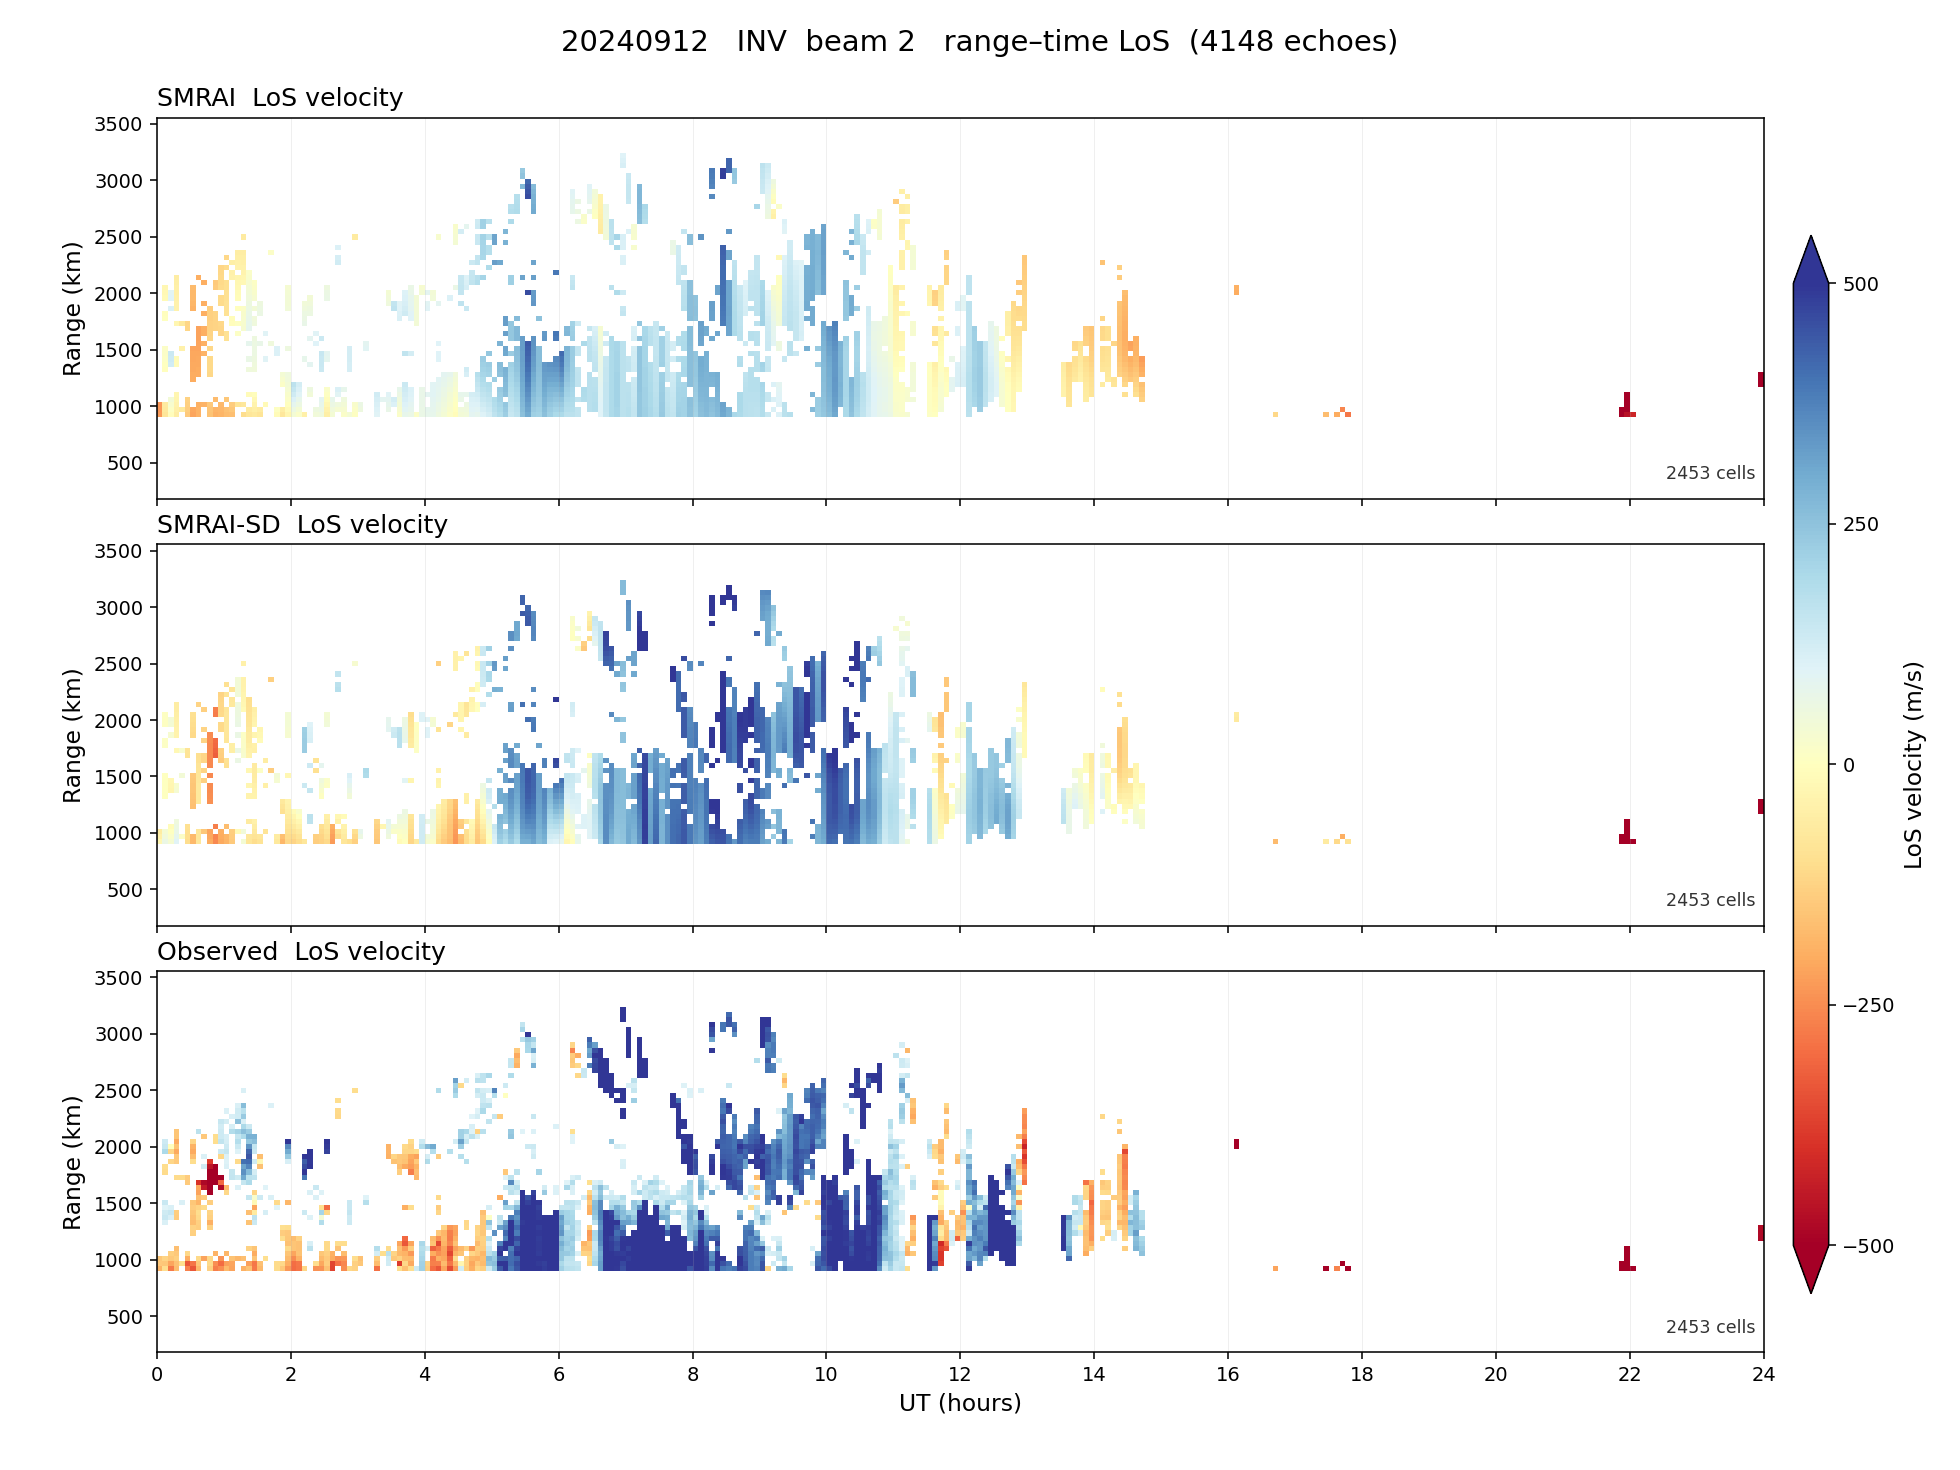 20240912   INV  beam 2   range–time LoS  (4148 echoes)
SMRAI  LoS velocity
3500
3000
2500
2000
1500
1000
500
Range (km)
2453 cells
SMRAI-SD  LoS velocity
3500
3000
2500
2000
1500
1000
500
Range (km)
2453 cells
Observed  LoS velocity
3500
3000
2500
2000
1500
1000
500
Range (km)
2453 cells
0 2 4 6 8 10 12 14 16 18 20 22 24
UT (hours)
500
250
0
−250
−500
LoS velocity (m/s)